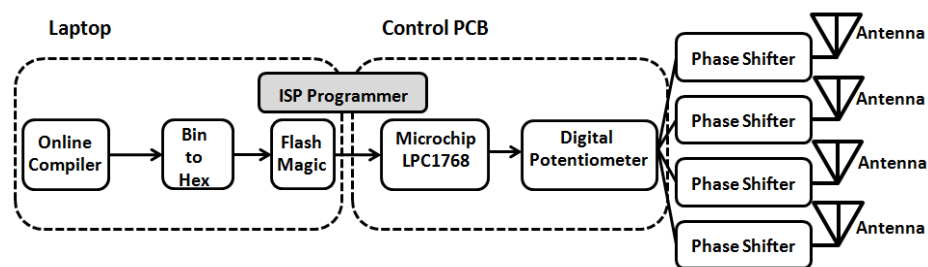 Laptop
Control PCB
ISP Programmer
Online
Compiler
Bin
to
Hex
Flash
Magic
Microchip
LPC1768
Digital
Potentiometer
Phase Shifter
Antenna
Phase Shifter
Antenna
Phase Shifter
Antenna
Phase Shifter
Antenna